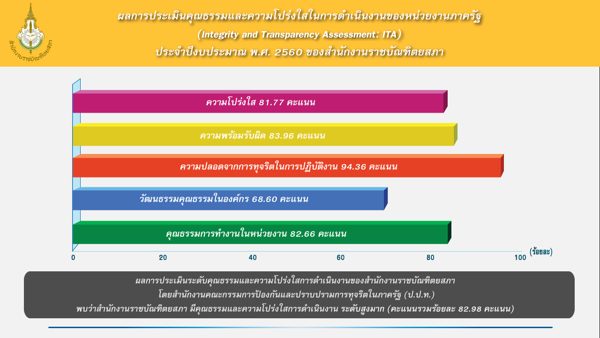 ผลการประเมินคุณธรรมและความโปร่งใสในการดำเนินงานของหน่วยงานภาครัฐ
(Integrity and Transparency Assessment: ITA)
ประจำปีงบประมาณ พ.ศ. 2560 ของสำนักงานราชบัณฑิตยสภา
สำนักงานราชบัณฑิตยสภา
ความโปร่งใส 81.77 คะแนน
ความพร้อมรับผิด 83.96 คะแนน
ความปลอดจากการทุจริตในการปฏิบัติงาน 94.36 คะแนน
วัฒนธรรมคุณธรรมในองค์กร 68.60 คะแนน
คุณธรรมการทำงานในหน่วยงาน 82.66 คะแนน
0 20 40 60 80 100 (ร้อยละ)
ผลการประเมินระดับคุณธรรมและความโปร่งใสการดำเนินงานของสำนักงานราชบัณฑิตยสภา
โดยสำนักงานคณะกรรมการป้องกันและปราบปรามการทุจริตในภาครัฐ (ป.ป.ท.)
พบว่าสำนักงานราชบัณฑิตยสภา มีคุณธรรมและความโปร่งใสการดำเนินงาน ระดับสูงมาก (คะแนนรวมร้อยละ 82.98 คะแนน)